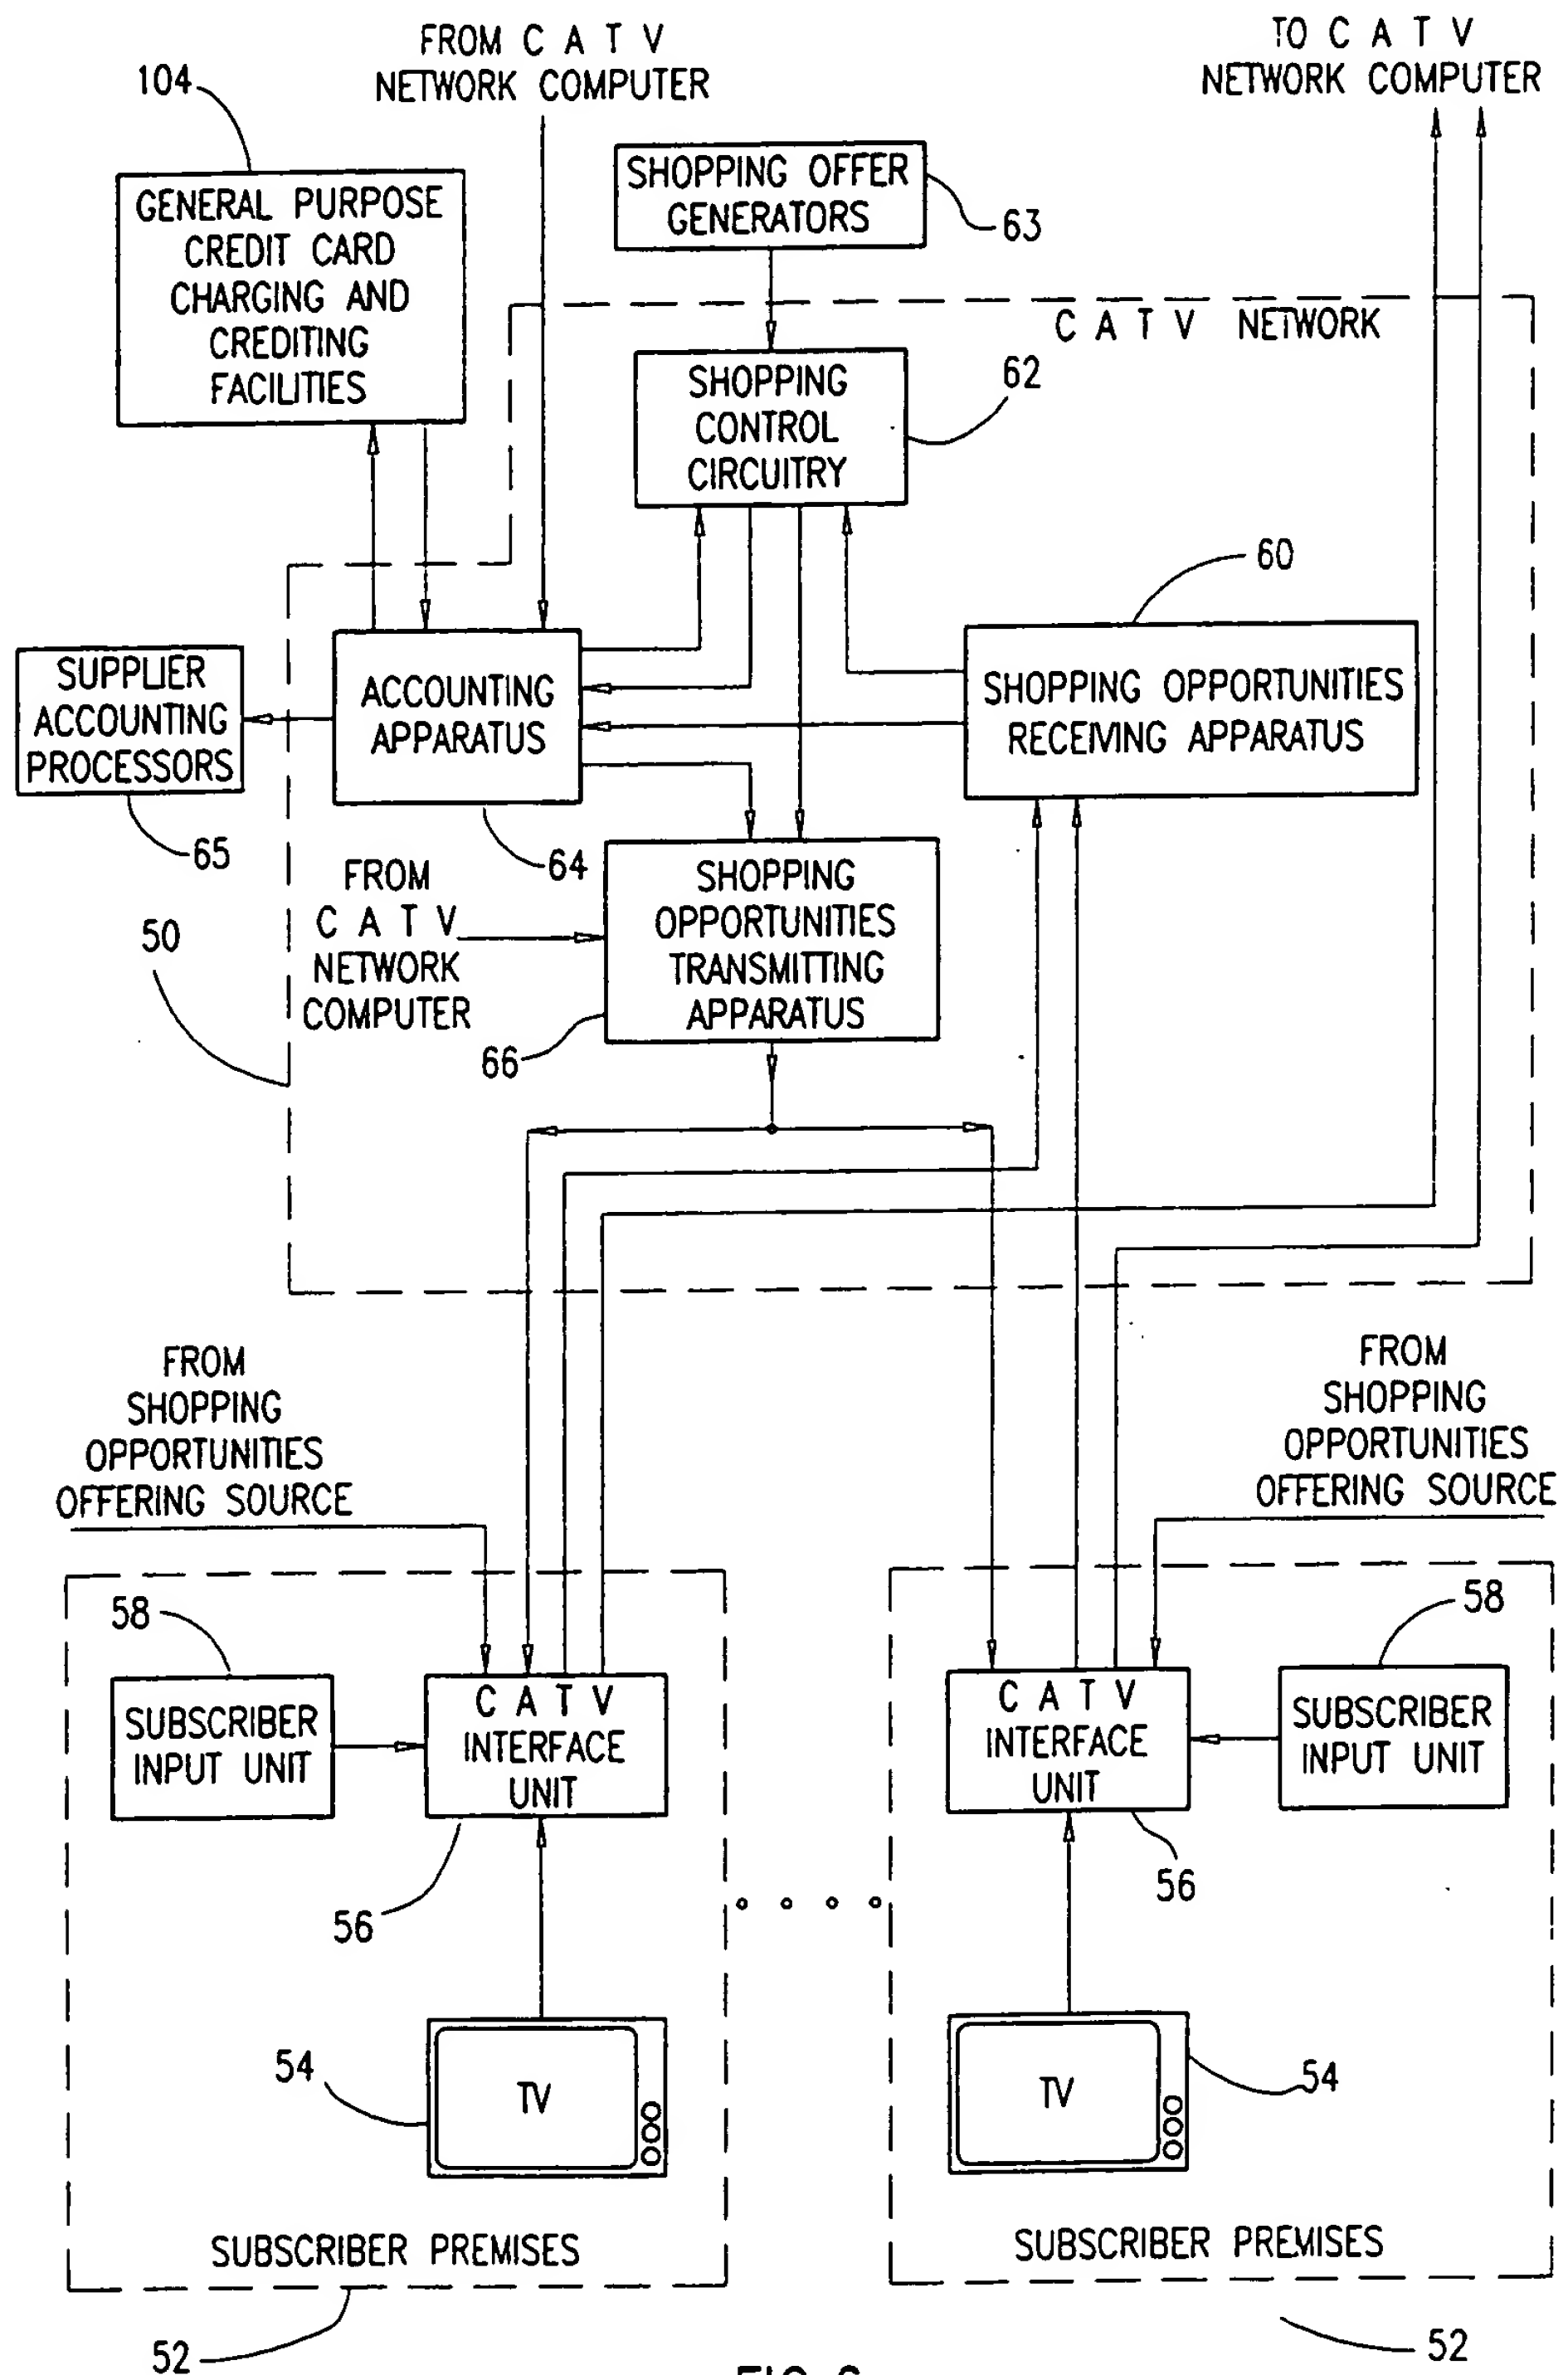 FROM C A T V
NETWORK COMPUTER
TO C A T V
NETWORK COMPUTER
104
GENERAL PURPOSE
CREDIT CARD
CHARGING AND
CREDITING
FACILITIES
SHOPPING OFFER
GENERATORS
63
C A T V NETWORK
SHOPPING
CONTROL
CIRCUITRY
62
60
SUPPLIER
ACCOUNTING
PROCESSORS
65
ACCOUNTING
APPARATUS
64
SHOPPING OPPORTUNITIES
RECEIVING APPARATUS
50
FROM
C A T V
NETWORK
COMPUTER
SHOPPING
OPPORTUNITIES
TRANSMITTING
APPARATUS
66
FROM
SHOPPING
OPPORTUNITIES
OFFERING SOURCE
FROM
SHOPPING
OPPORTUNITIES
OFFERING SOURCE
58
SUBSCRIBER
INPUT UNIT
C A T V
INTERFACE
UNIT
56
C A T V
INTERFACE
UNIT
56
58
SUBSCRIBER
INPUT UNIT
54
TV
TV
54
SUBSCRIBER PREMISES
SUBSCRIBER PREMISES
52
52